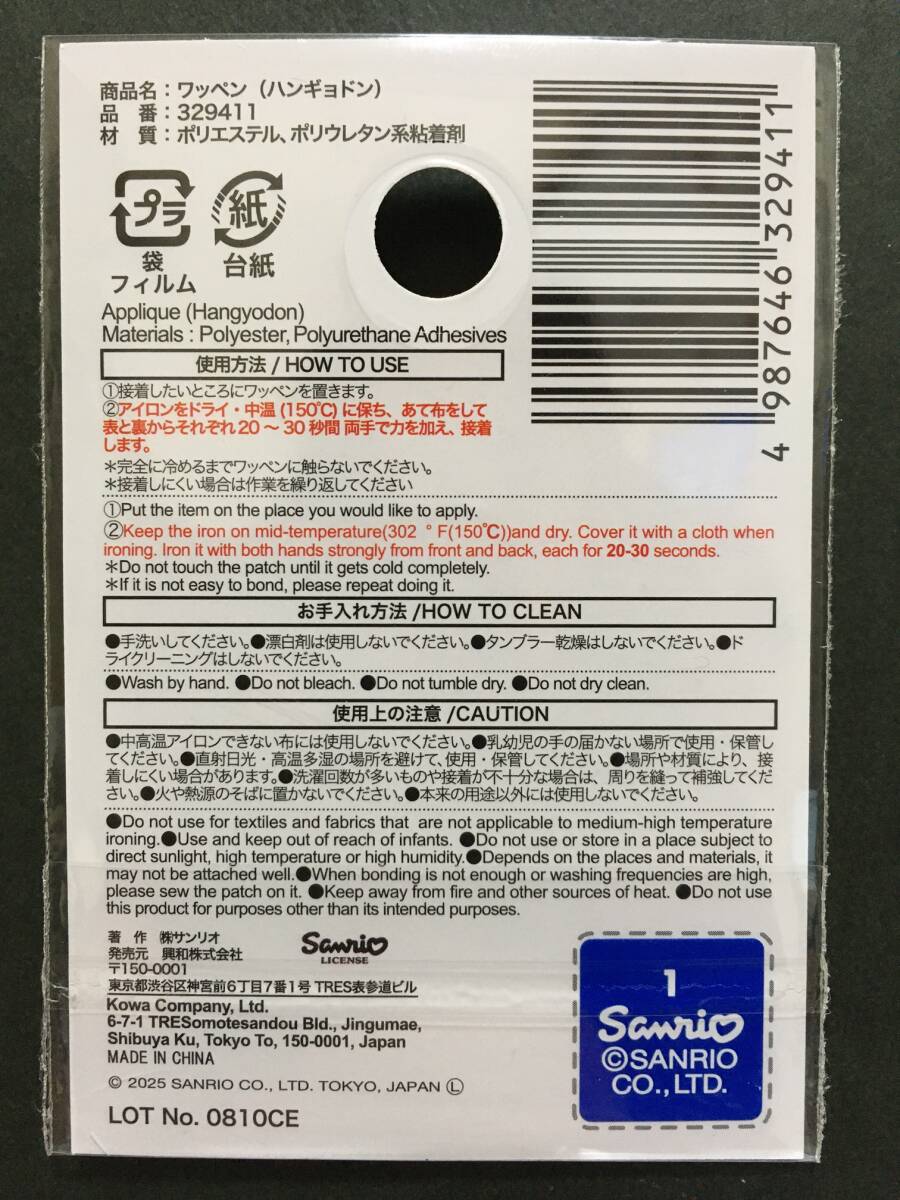 商品名：ワッペン（ハンギョドン）
品　番：329411
材　質：ポリエステル、ポリウレタン系粘着剤
プラ
袋
フィルム
紙
台紙
4 987646 329411
Applique (Hangyodon)
Materials : Polyester, Polyurethane Adhesives
使用方法 / HOW TO USE
①接着したいところにワッペンを置きます。
②アイロンをドライ・中温 (150℃) に保ち、あて布をして
表と裏からそれぞれ20 ～ 30 秒間 両手で力を加え、接着
します。
＊完全に冷めるまでワッペンに触らないでください。
＊接着しにくい場合は作業を繰り返してください
①Put the item on the place you would like to apply.
②Keep the iron on mid-temperature(302 ° F(150℃))and dry. Cover it with a cloth when
ironing. Iron it with both hands strongly from front and back, each for 20-30 seconds.
＊Do not touch the patch until it gets cold completely.
＊If it is not easy to bond, please repeat doing it.
お手入れ方法 /HOW TO CLEAN
●手洗いしてください。●漂白剤は使用しないでください。●タンブラー乾燥はしないでください。●ド
ライクリーニングはしないでください。
●Wash by hand. ●Do not bleach. ●Do not tumble dry. ●Do not dry clean.
使用上の注意 /CAUTION
●中高温アイロンできない布には使用しないでください。●乳幼児の手の届かない場所で使用・保管し
てください。●直射日光・高温多湿の場所を避けて、使用・保管してください。●場所や材質により、接
着しにくい場合があります。●洗濯回数が多いものや接着が不十分な場合は、周りを縫って補強してくだ
さい。●火や熱源のそばに置かないでください。●本来の用途以外には使用しないでください。
●Do not use for textiles and fabrics that are not applicable to medium-high temperature
ironing.●Use and keep out of reach of infants. ●Do not use or store in a place subject to
direct sunlight, high temperature or high humidity.●Depends on the places and materials, it
may not be attached well.●When bonding is not enough or washing frequencies are high,
please sew the patch on it. ●Keep away from fire and other sources of heat. ●Do not use
this product for purposes other than its intended purposes.
著　作　㈱サンリオ
発売元　興和株式会社
〒150-0001
東京都渋谷区神宮前6丁目7番1号 TRES表参道ビル
Kowa Company, Ltd.
6-7-1 TRESomotesandou Bld., Jingumae,
Shibuya Ku, Tokyo To, 150-0001, Japan
MADE IN CHINA
© 2025 SANRIO CO., LTD. TOKYO, JAPAN Ⓛ
LOT No. 0810CE
Sanrio
LICENSE
1
Sanrio
©SANRIO
CO.,LTD.